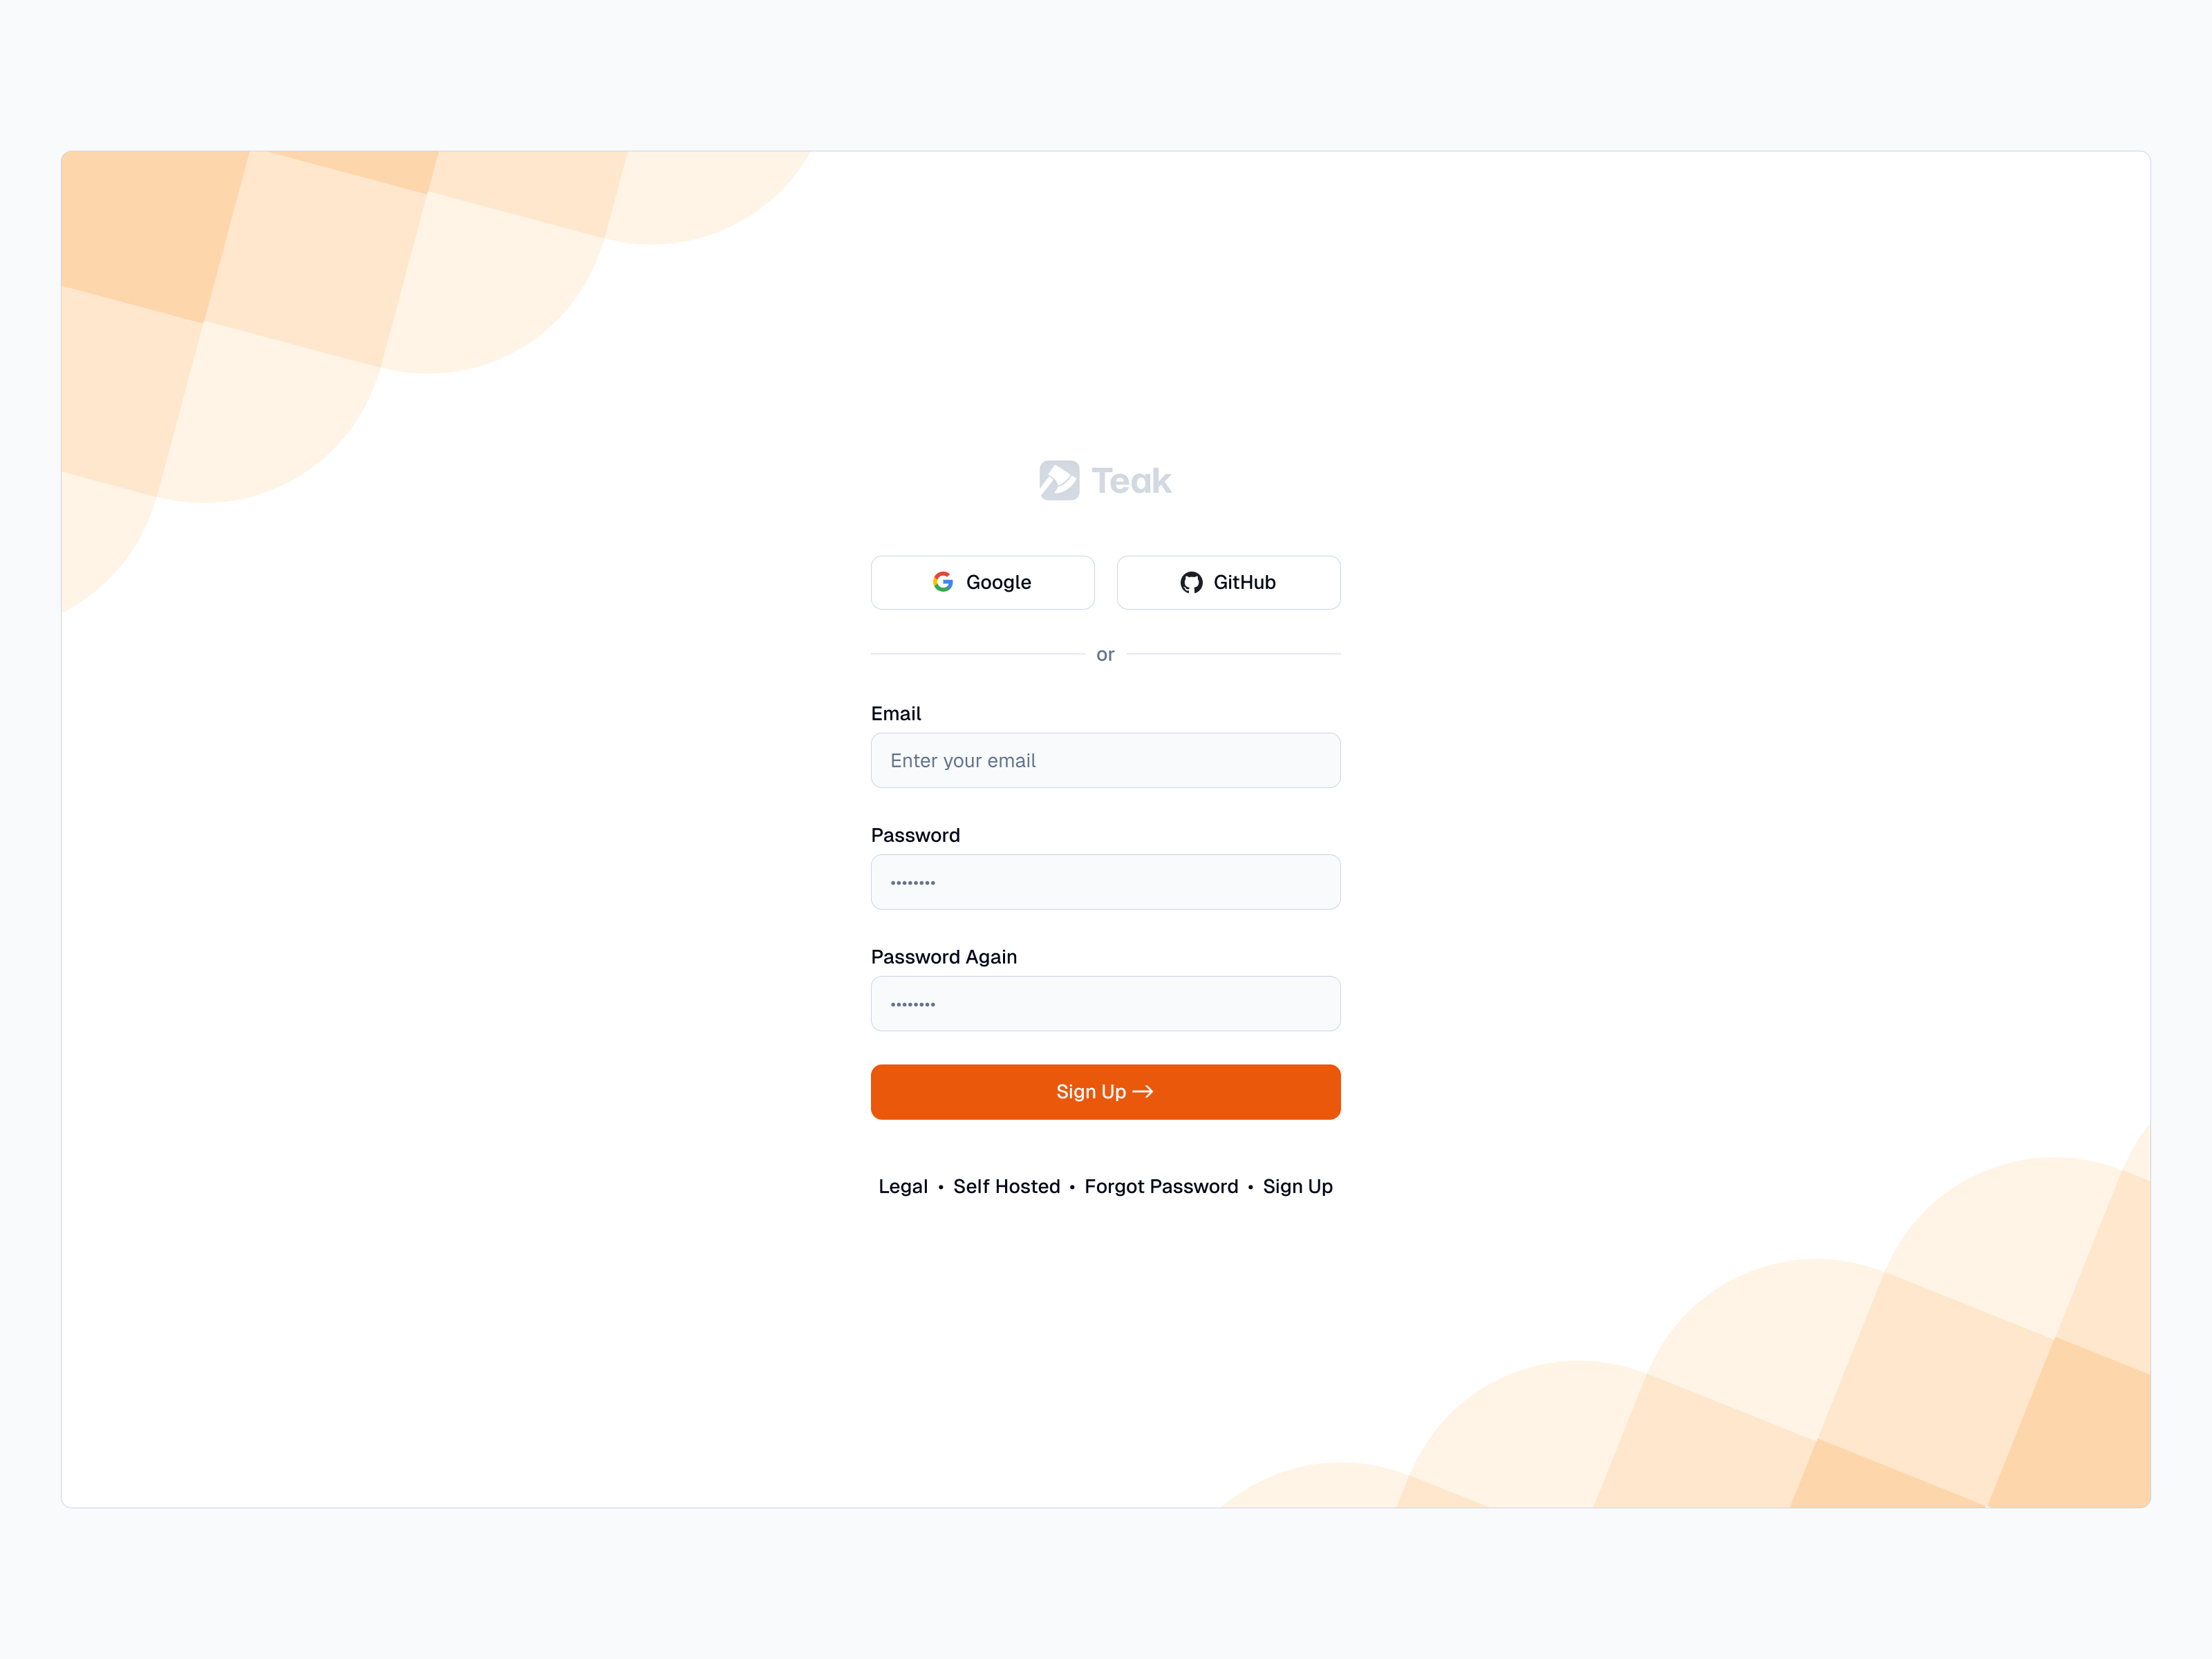 Teak
Google GitHub
or
Email
Enter your email
Password
••••••••
Password Again
••••••••
Sign Up →
Legal • Self Hosted • Forgot Password • Sign Up